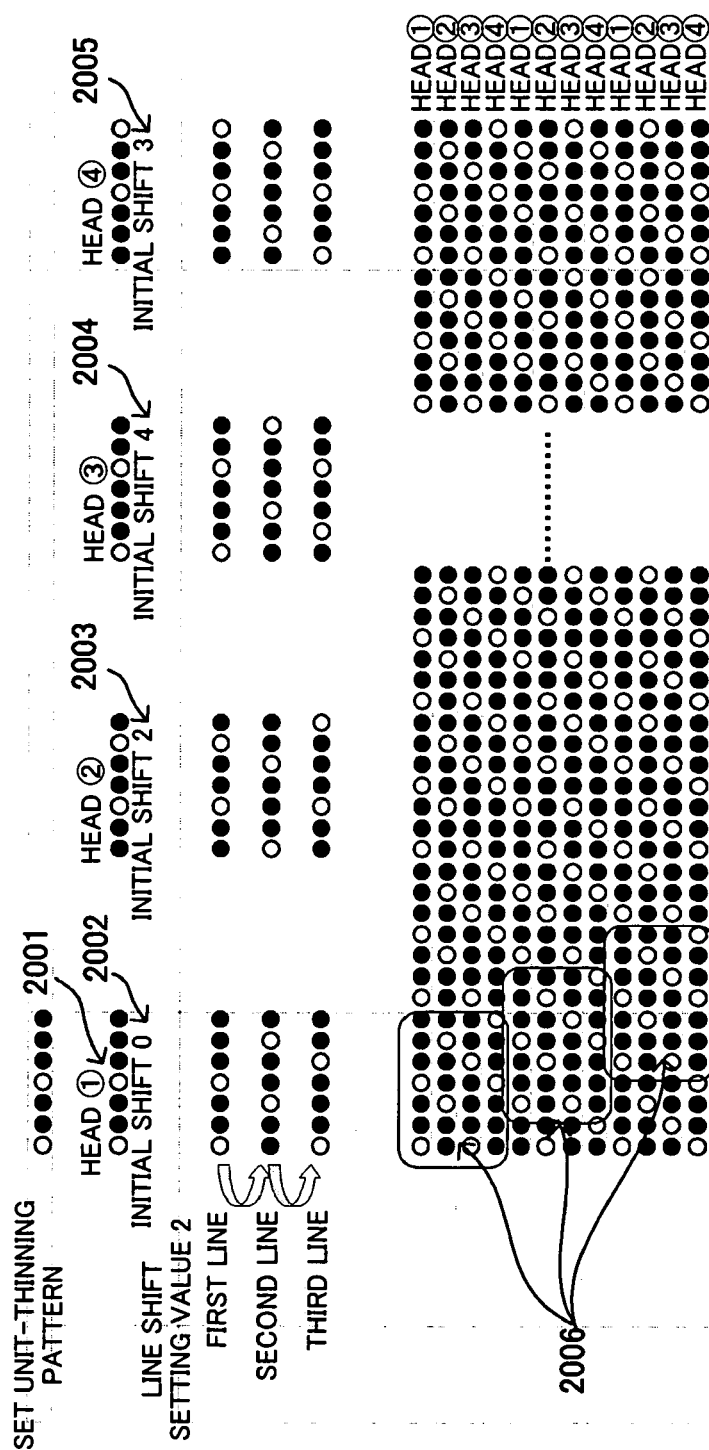 SET UNIT-THINNING
PATTERN
2001
HEAD ①
INITIAL SHIFT 0
2002
HEAD ②
INITIAL SHIFT 2
2003
HEAD ③
INITIAL SHIFT 4
2004
HEAD ④
INITIAL SHIFT 3
2005
LINE SHIFT
SETTING VALUE 2
FIRST LINE
SECOND LINE
THIRD LINE
HEAD①
HEAD②
HEAD③
HEAD④
HEAD①
HEAD②
HEAD③
HEAD④
HEAD①
HEAD②
HEAD③
HEAD④
2006